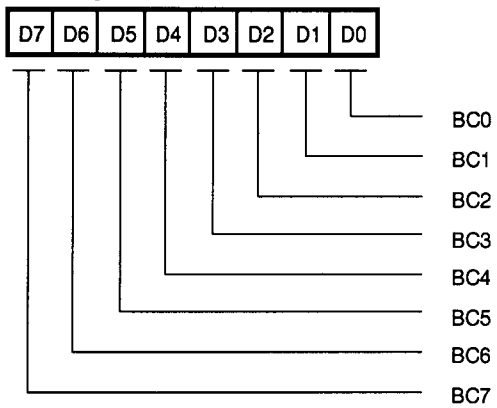 D7 D6 D5 D4 D3 D2 D1 D0
BC0
BC1
BC2
BC3
BC4
BC5
BC6
BC7